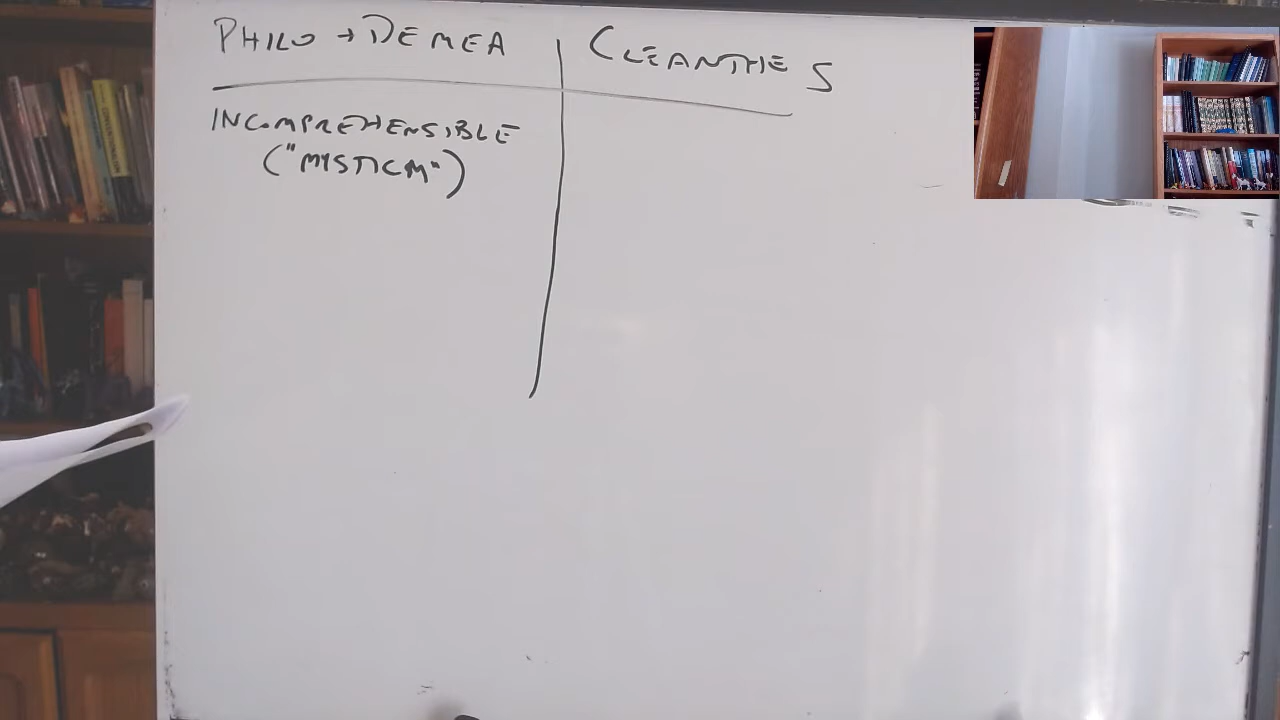 PHILO + DEMEA
CLEANTHES
INCOMPREHENSIBLE
("MYSTICM")